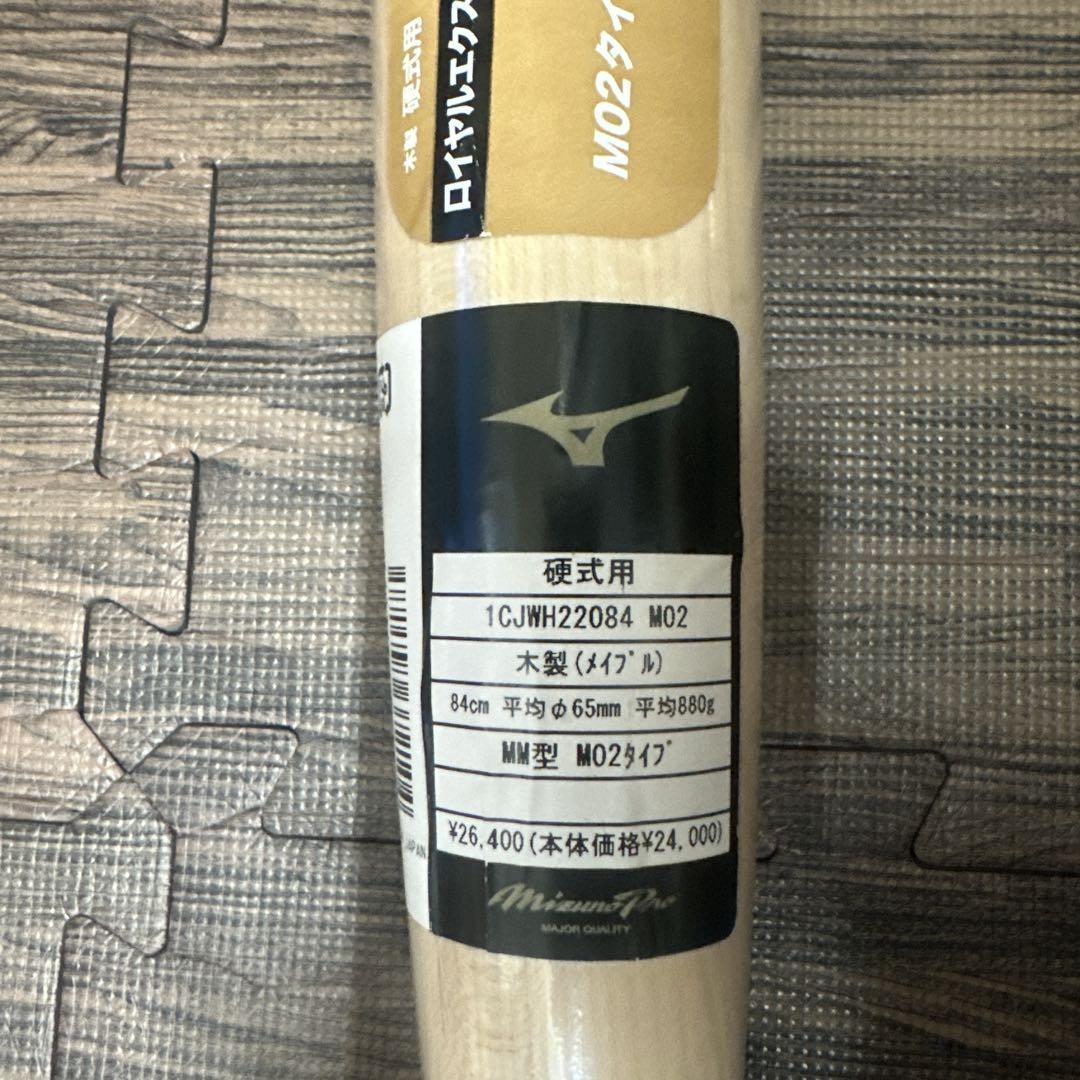 木製 硬式用
ロイヤルエクス
M02タイ
硬式用
1CJWH22084 M02
木製(ﾒｲﾌﾟﾙ)
84cm 平均φ65mm 平均880g
MM型 M02ﾀｲﾌﾟ
¥26,400(本体価格¥24,000)
JAPAN
Mizuno Pro
MAJOR QUALITY